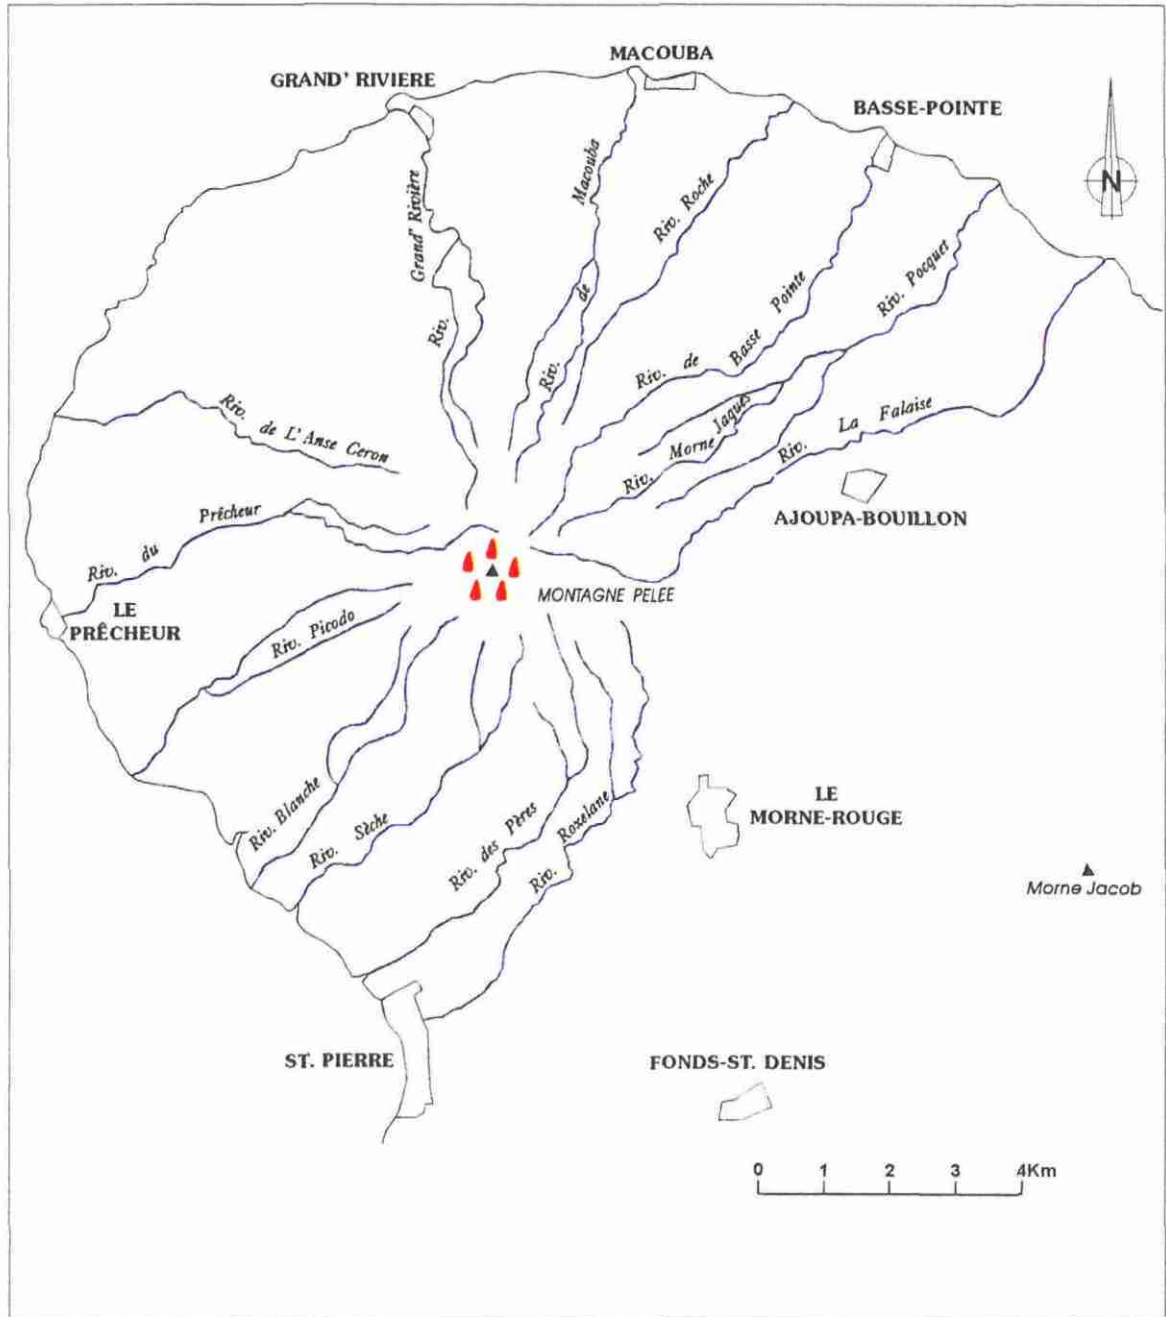 MACOUBA
GRAND' RIVIERE
BASSE-POINTE
N
Riv. Grand' Rivière
Riv. de Macouba
Riv. Roche
Riv. de Basse Pointe
Riv. Pocquet
Riv. Morne Jaques
Riv. La Falaise
Riv.
de L'Anse Ceron
AJOUPA-BOUILLON
Riv. du Prêcheur
MONTAGNE PELEE
LE
PRÊCHEUR
Riv. Picodo
Riv. Blanche
Riv. Sèche
Riv. des Pères
Riv. Roxelane
LE
MORNE-ROUGE
Morne Jacob
ST. PIERRE
FONDS-ST. DENIS
0 1 2 3 4Km